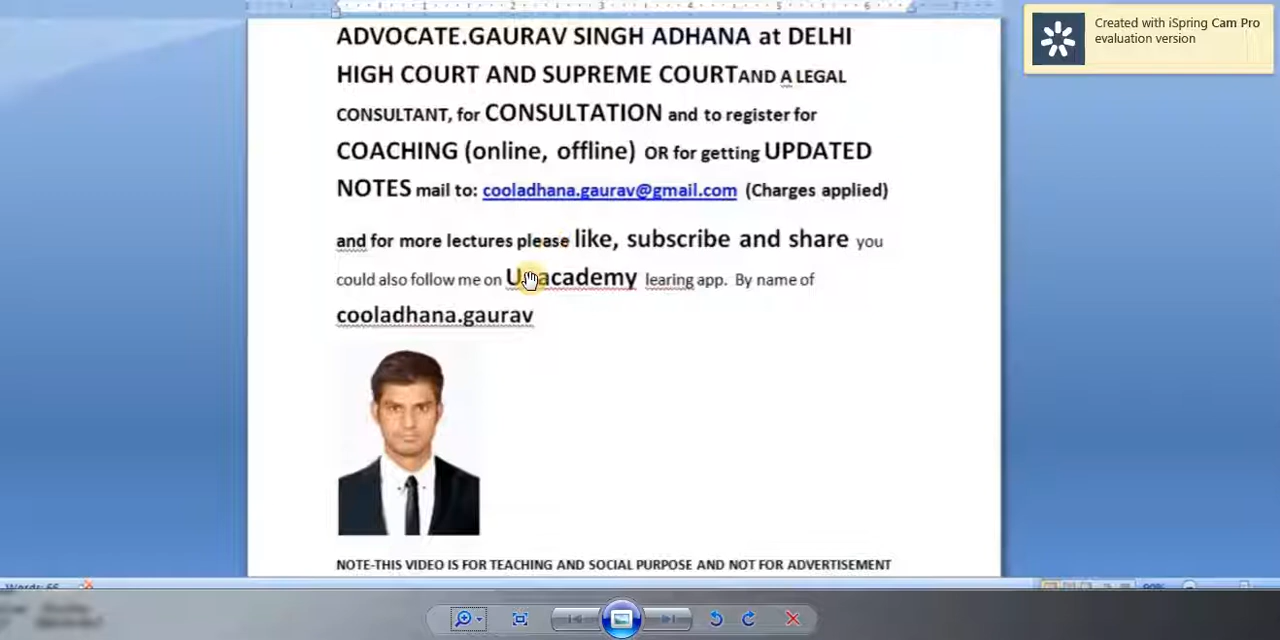 Created with iSpring Cam Pro
evaluation version
ADVOCATE.GAURAV SINGH ADHANA at DELHI
HIGH COURT AND SUPREME COURTAND A LEGAL
CONSULTANT, for CONSULTATION and to register for
COACHING (online, offline) OR for getting UPDATED
NOTES mail to: cooladhana.gaurav@gmail.com (Charges applied)
and for more lectures please like, subscribe and share you
could also follow me on Unacademy learing app. By name of
cooladhana.gaurav
NOTE-THIS VIDEO IS FOR TEACHING AND SOCIAL PURPOSE AND NOT FOR ADVERTISEMENT